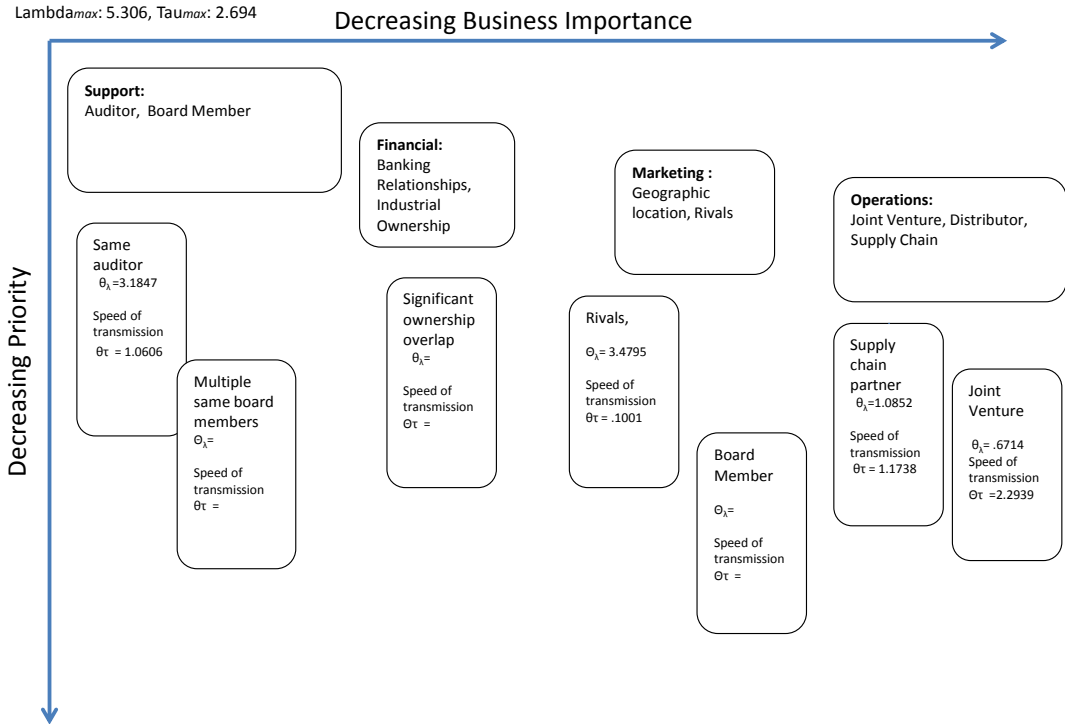 Lambdamax: 5.306, Taumax: 2.694
Decreasing Business Importance
Decreasing Priority
Support:
Auditor, Board Member
Financial:
Banking
Relationships,
Industrial
Ownership
Marketing :
Geographic
location, Rivals
Operations:
Joint Venture, Distributor,
Supply Chain
Same
auditor
θλ=3.1847
Speed of
transmission
θτ = 1.0606
Multiple
same board
members
Θλ=
Speed of
transmission
θτ =
Significant
ownership
overlap
θλ=
Speed of
transmission
Θτ =
Rivals,
Θλ= 3.4795
Speed of
transmission
θτ = .1001
Board
Member
Θλ=
Speed of
transmission
Θτ =
Supply
chain
partner
θλ=1.0852
Speed of
transmission
θτ = 1.1738
Joint
Venture
θλ= .6714
Speed of
transmission
Θτ =2.2939